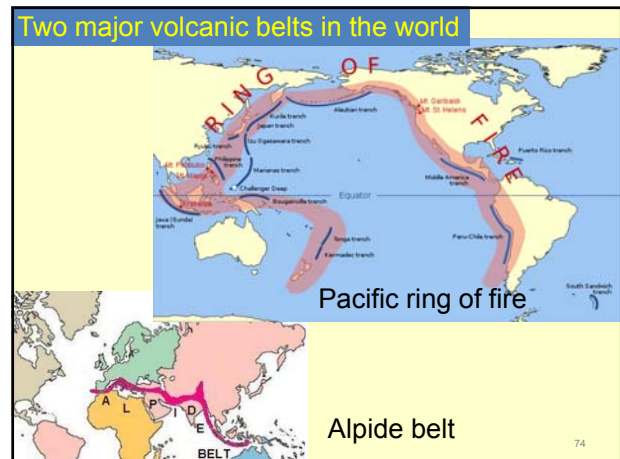 Two major volcanic belts in the world
RING OF FIRE
Mt Garibaldi
Mt St Helens
Aleutian trench
Kurile trench
Japan trench
Izu Ogasawara trench
Ryukyu trench
Philippine
trench
Marianas trench
Challenger Deep
Bougainville trench
Equator
Java (Sunda)
trench
Tonga trench
Kermadec trench
Puerto Rico trench
Middle America
trench
Peru-Chile trench
South Sandwich
trench
Pacific ring of fire
A L P I D E
BELT
Alpide belt
74